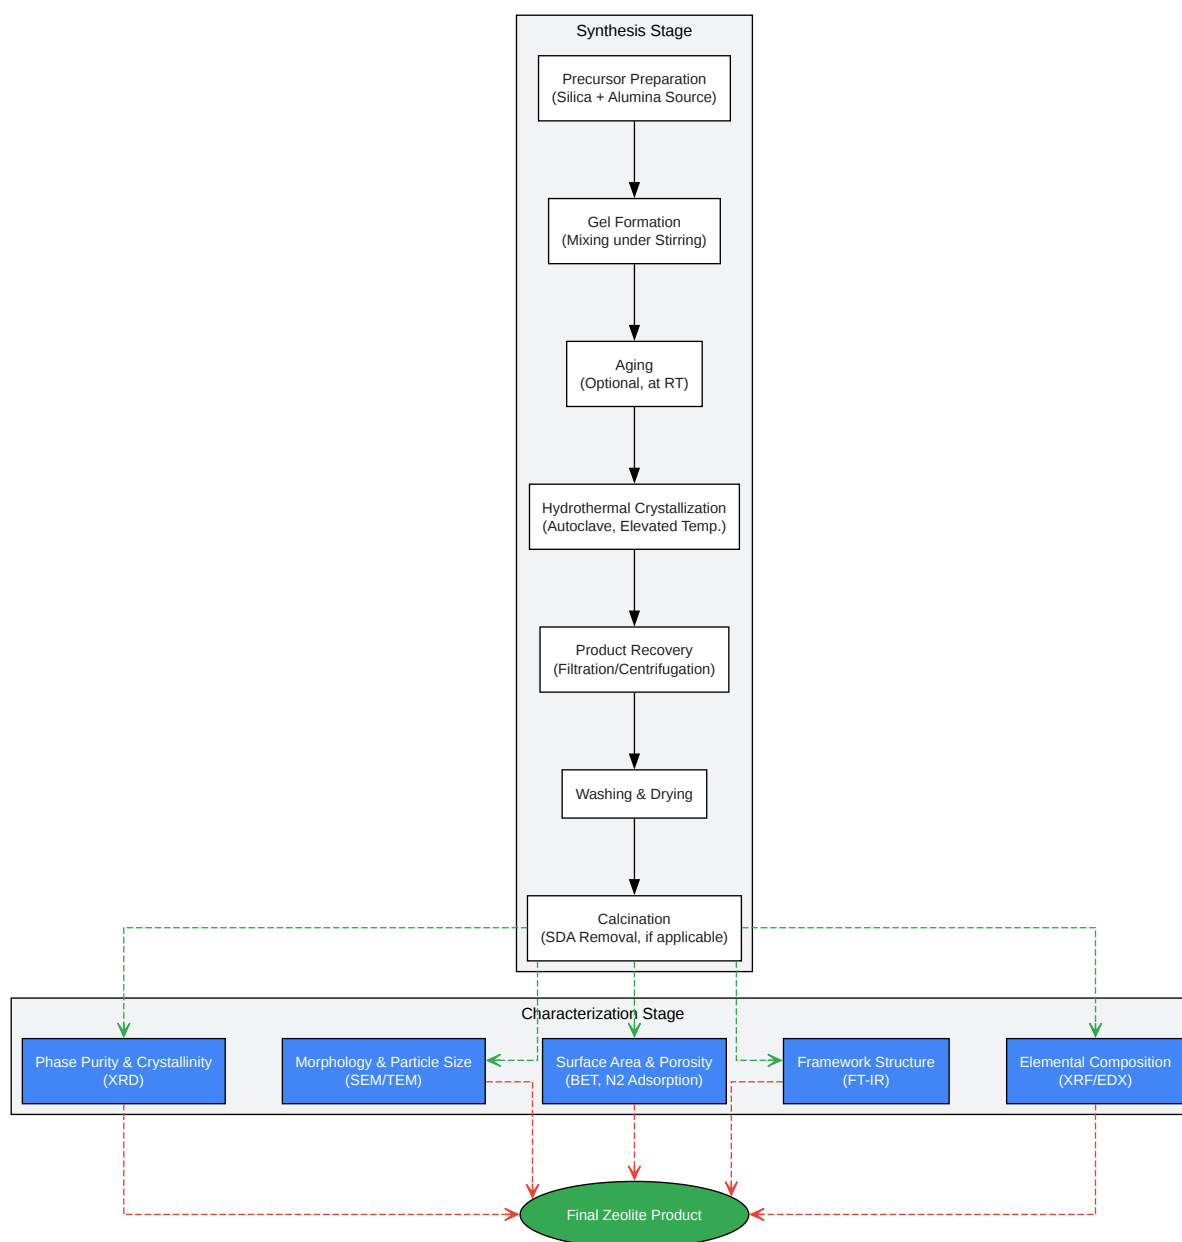 Synthesis Stage
Precursor Preparation
(Silica + Alumina Source)
Gel Formation
(Mixing under Stirring)
Aging
(Optional, at RT)
Hydrothermal Crystallization
(Autoclave, Elevated Temp.)
Product Recovery
(Filtration/Centrifugation)
Washing & Drying
Calcination
(SDA Removal, if applicable)
Characterization Stage
Phase Purity & Crystallinity
(XRD)
Morphology & Particle Size
(SEM/TEM)
Surface Area & Porosity
(BET, N2 Adsorption)
Framework Structure
(FT-IR)
Elemental Composition
(XRF/EDX)
Final Zeolite Product